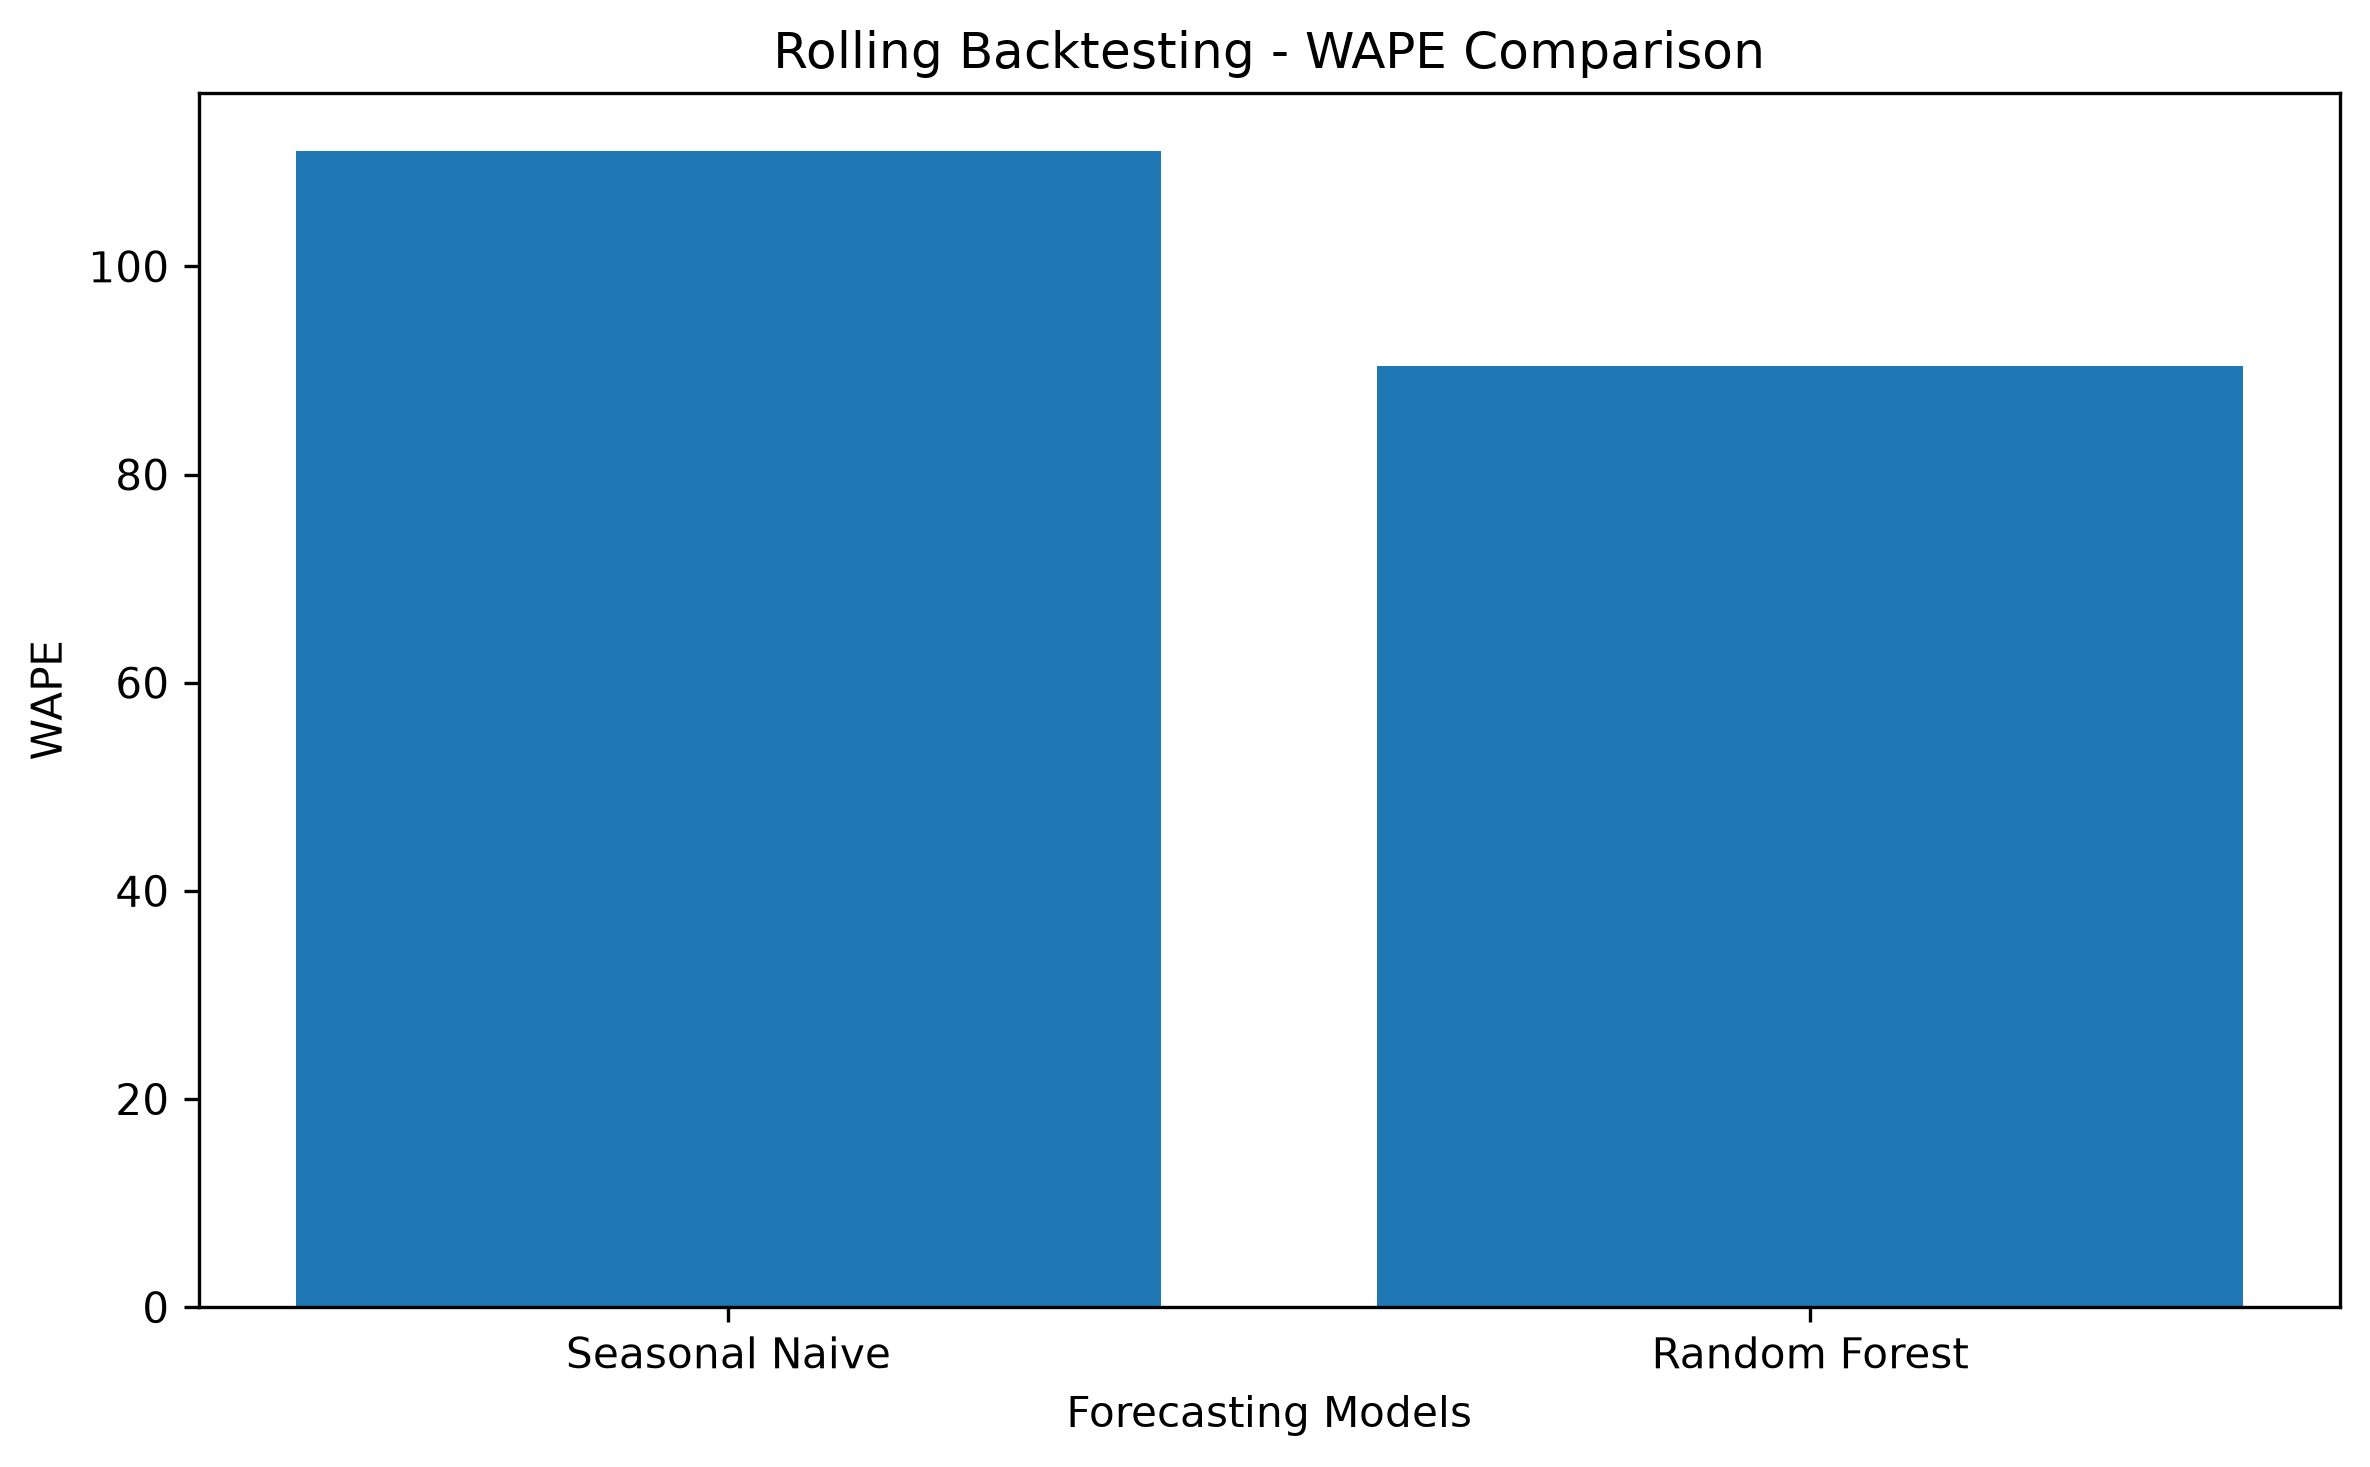 Rolling Backtesting - WAPE Comparison
100
80
60
40
20
0
WAPE
Seasonal Naive
Random Forest
Forecasting Models